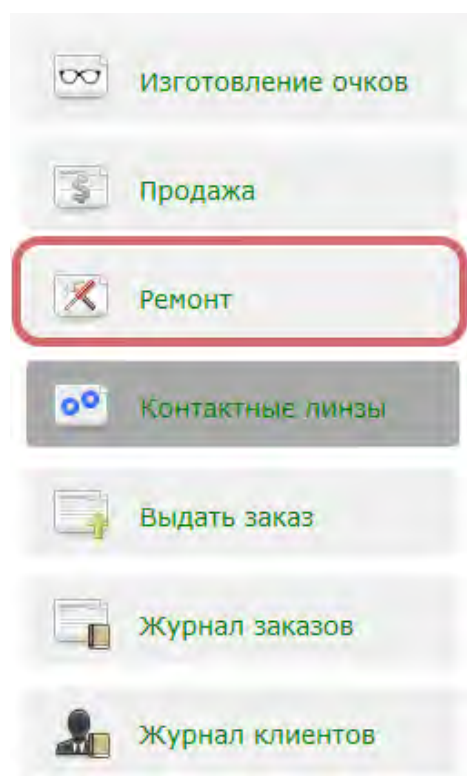 Изготовление очков
Продажа
Ремонт
Контактные линзы
Выдать заказ
Журнал заказов
Журнал клиентов